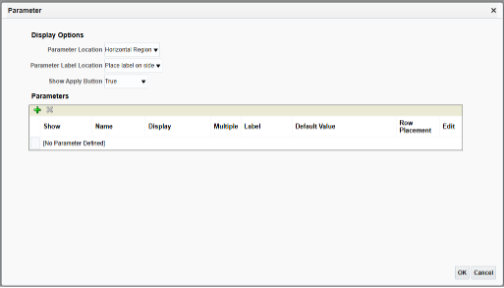 Parameter
Display Options
Parameter Location Horizontal Region
Parameter Label Location Place label on side
Show Apply Button True
Parameters
Show Name Display Multiple Label Default Value Row Placement Edit
(No Parameter Defined)
OK Cancel